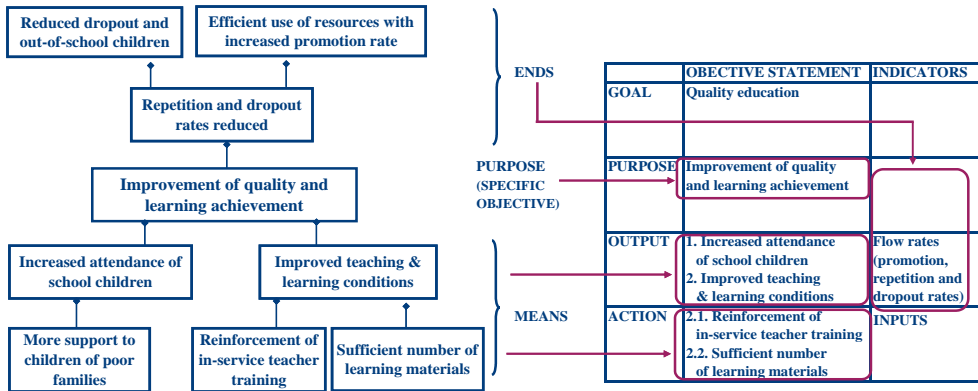 Reduced dropout and
out-of-school children
Efficient use of resources with
increased promotion rate
Repetition and dropout
rates reduced
Improvement of quality and
learning achievement
Increased attendance of
school children
Improved teaching &
learning conditions
More support to
children of poor
families
Reinforcement of
in-service teacher
training
Sufficient number of
learning materials
ENDS
PURPOSE
(SPECIFIC
OBJECTIVE)
MEANS
OBECTIVE STATEMENT
INDICATORS
GOAL
Quality education
PURPOSE
Improvement of quality
and learning achievement
OUTPUT
1. Increased attendance
of school children
2. Improved teaching
& learning conditions
Flow rates
(promotion,
repetition and
dropout rates)
ACTION
2.1. Reinforcement of
in-service teacher training
2.2. Sufficient number
of learning materials
INPUTS